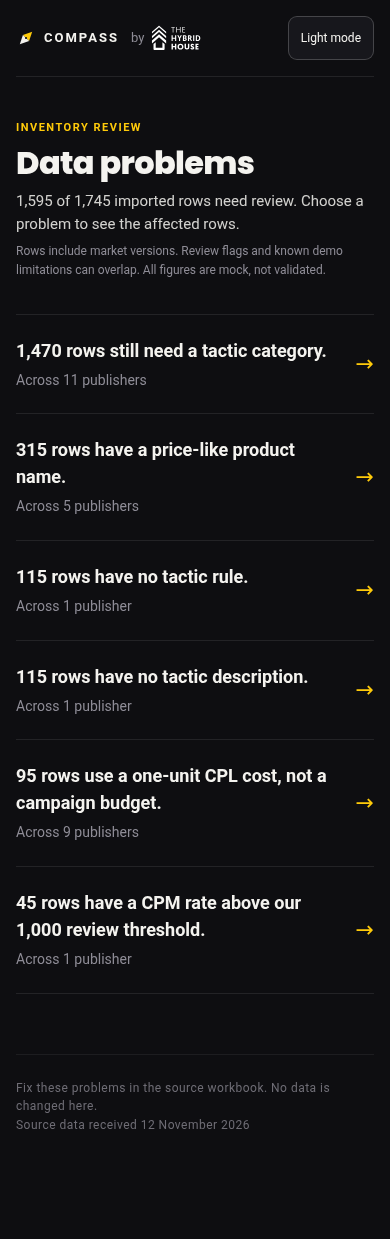 COMPASS by THE HYBRID HOUSE
Light mode
INVENTORY REVIEW
Data problems
1,595 of 1,745 imported rows need review. Choose a
problem to see the affected rows.
Rows include market versions. Review flags and known demo
limitations can overlap. All figures are mock, not validated.
1,470 rows still need a tactic category.
Across 11 publishers
315 rows have a price-like product
name.
Across 5 publishers
115 rows have no tactic rule.
Across 1 publisher
115 rows have no tactic description.
Across 1 publisher
95 rows use a one-unit CPL cost, not a
campaign budget.
Across 9 publishers
45 rows have a CPM rate above our
1,000 review threshold.
Across 1 publisher
Fix these problems in the source workbook. No data is
changed here.
Source data received 12 November 2026